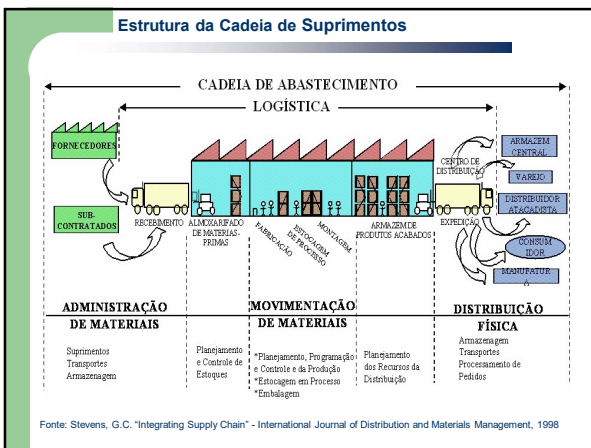 Estrutura da Cadeia de Suprimentos
CADEIA DE ABASTECIMENTO
LOGÍSTICA
FORNECEDORES
SUB-
CONTRATADOS
RECEBIMENTO
ALMOXARIFADO
DE MATERIAIS-
PRIMAS
FABRICAÇÃO
ESTOCAGEM
DE PROCESSO
MONTAGEM
ARMAZEM DE
PRODUTOS ACABADOS
CENTRO DE
DISTRIBUIÇÃO
EXPEDIÇÃO
ARMAZEM
CENTRAL
VAREJO
DISTRIBUIDOR
ATACADISTA
CONSUM
IDOR
MANUFATUR
A
ADMINISTRAÇÃO
DE MATERIAIS
MOVIMENTAÇÃO
DE MATERIAIS
DISTRIBUIÇÃO
FÍSICA
Suprimentos
Transportes
Armazenagem
Planejamento
e Controle de
Estoques
*Planejamento, Programação
e Controle e da Produção
*Estocagem em Processo
*Embalagem
Planejamento
dos Recursos da
Distribuição
Armazenagem
Transportes
Processamento de
Pedidos
Fonte: Stevens, G.C. “Integrating Supply Chain” - International Journal of Distribution and Materials Management, 1998